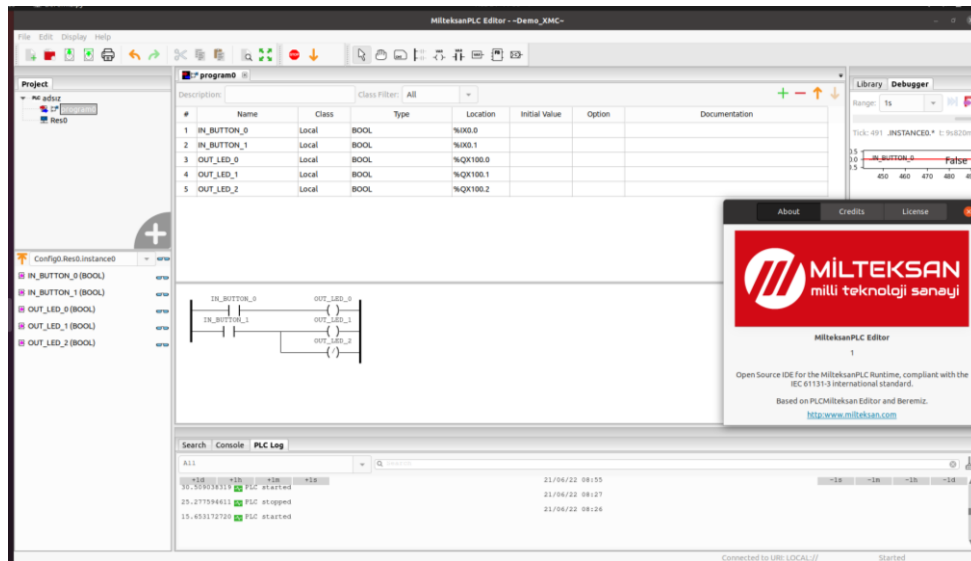 MilteksanPLC Editor - ~Demo_XMC~
File Edit Display Help
Project
PLC adsiz
program0
Res0
program0
Description: Class Filter: All
# Name Class Type Location Initial Value Option Documentation
1 IN_BUTTON_0 Local BOOL %IX0.0
2 IN_BUTTON_1 Local BOOL %IX0.1
3 OUT_LED_0 Local BOOL %QX100.0
4 OUT_LED_1 Local BOOL %QX100.1
5 OUT_LED_2 Local BOOL %QX100.2
Library Debugger
Range: 1s
Tick: 491 .INSTANCE0.* t: 9s820m
IN_BUTTON_0 False
450 460 470 480
Config0.Res0.instance0
IN_BUTTON_0 (BOOL)
IN_BUTTON_1 (BOOL)
OUT_LED_0 (BOOL)
OUT_LED_1 (BOOL)
OUT_LED_2 (BOOL)
IN_BUTTON_0 OUT_LED_0
IN_BUTTON_1 OUT_LED_1
OUT_LED_2
About Credits License
MİLTEKSAN
milli teknoloji sanayi
MilteksanPLC Editor
1
Open Source IDE for the MilteksanPLC Runtime, compliant with the
IEC 61131-3 international standard.
Based on PLCMilteksan Editor and Beremiz.
http:www.milteksan.com
Search Console PLC Log
All Search
+1d +1h +1m +1s 21/06/22 08:55 -1s -1m -1h -1d
30.509038319 PLC started
21/06/22 08:27
25.277594611 PLC stopped
21/06/22 08:26
15.653172720 PLC started
Connected to URI: LOCAL:// Started